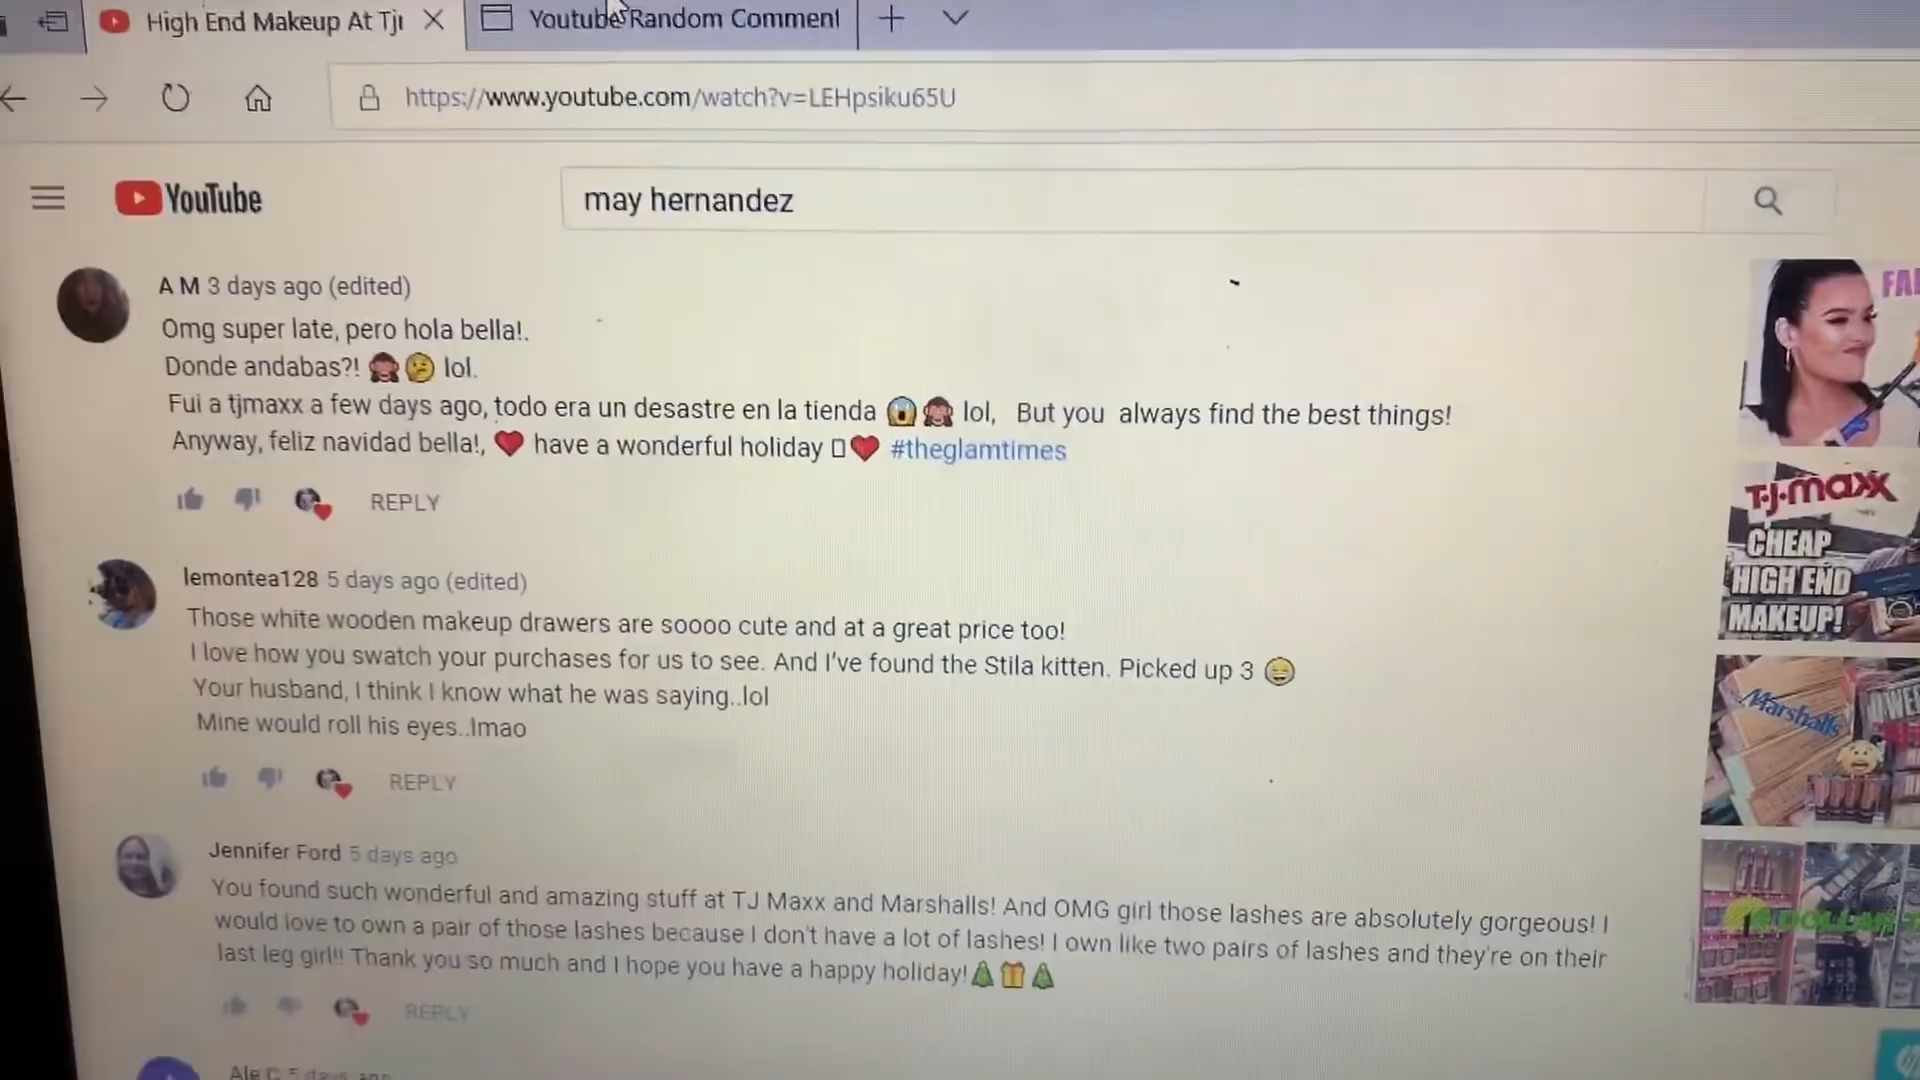 High End Makeup At Tj
Youtube Random Comment
https://www.youtube.com/watch?v=LEHpsiku65U
YouTube
may hernandez
A M 3 days ago (edited)
Omg super late, pero hola bella!.
Donde andabas?! 🙈🤔 lol.
Fui a tjmaxx a few days ago, todo era un desastre en la tienda 😱🙈 lol, But you always find the best things!
Anyway, feliz navidad bella!, ❤ have a wonderful holiday ▯❤ #theglamtimes
REPLY
lemontea128 5 days ago (edited)
Those white wooden makeup drawers are soooo cute and at a great price too!
I love how you swatch your purchases for us to see. And I've found the Stila kitten. Picked up 3 😄
Your husband, I think I know what he was saying..lol
Mine would roll his eyes..lmao
REPLY
Jennifer Ford 5 days ago
You found such wonderful and amazing stuff at TJ Maxx and Marshalls! And OMG girl those lashes are absolutely gorgeous! I
would love to own a pair of those lashes because I don't have a lot of lashes! I own like two pairs of lashes and they're on their
last leg girl!! Thank you so much and I hope you have a happy holiday!🎄🎁🎄
REPLY
Ale C 5 days ago
T·J·maxx
CHEAP
HIGH END
MAKEUP!
Marshalls